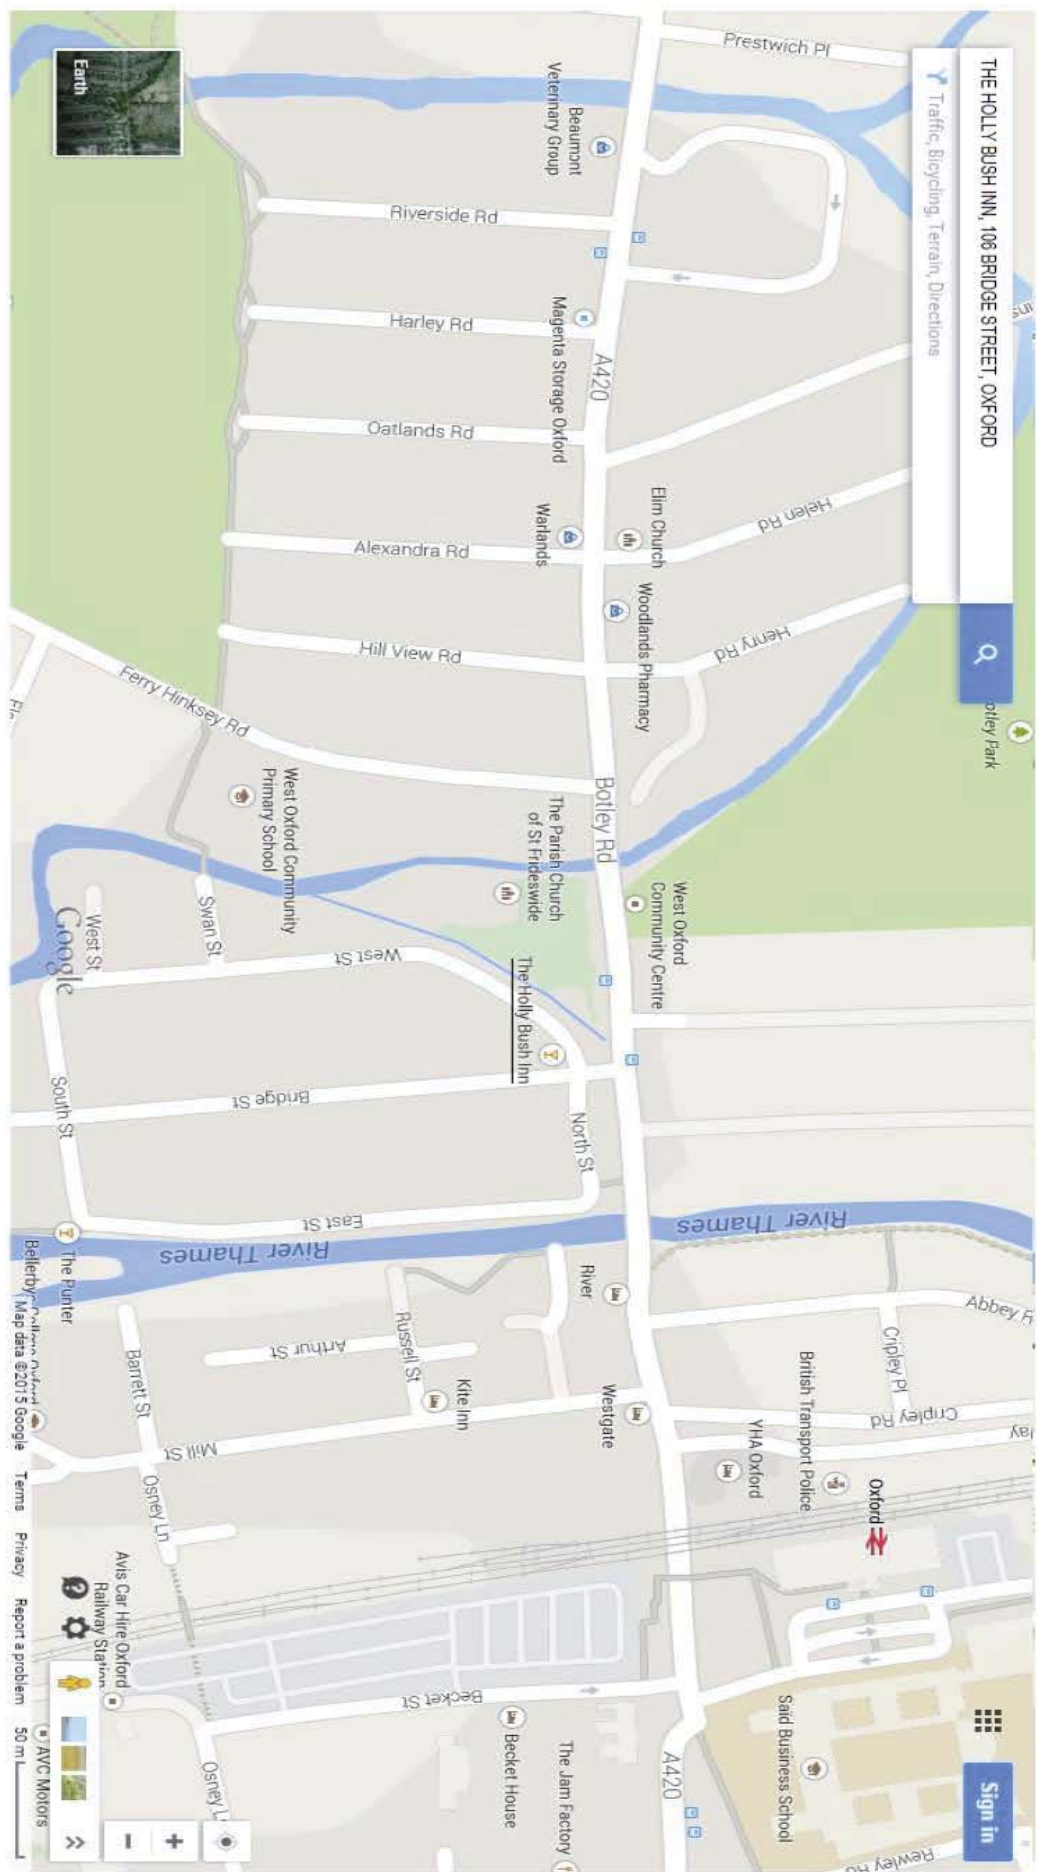 THE HOLLY BUSH INN, 106 BRIDGE STREET, OXFORD
Traffic, Bicycling, Terrain, Directions
Sign in
Earth
Prestwich Pl
Beaumont
Veterinary Group
Riverside Rd
Harley Rd
Magenta Storage Oxford
A420
Oatlands Rd
Elim Church
Helen Rd
Warlands
Alexandra Rd
Woodlands Pharmacy
Henry Rd
Hill View Rd
Ferry Hinksey Rd
Botley Rd
West Oxford Community
Primary School
The Parish Church
of St Frideswide
West Oxford
Community Centre
Swan St
West St
West St
The Holly Bush Inn
Bridge St
South St
North St
East St
River Thames
River Thames
The Punter
River
Abbey R
Cripley Pl
Cripley Rd
British Transport Police
YHA Oxford
Westgate
Kite Inn
Russell St
Arthur St
Barrett St
Mill St
Osney Ln
Oxford
Avis Car Hire Oxford
Railway Station
Becket St
Becket House
The Jam Factory
Saïd Business School
A420
Rewley Rd
Osney L
AVC Motors
otley Park
Google
Map data ©2015 Google
Terms
Privacy
Report a problem
50 m